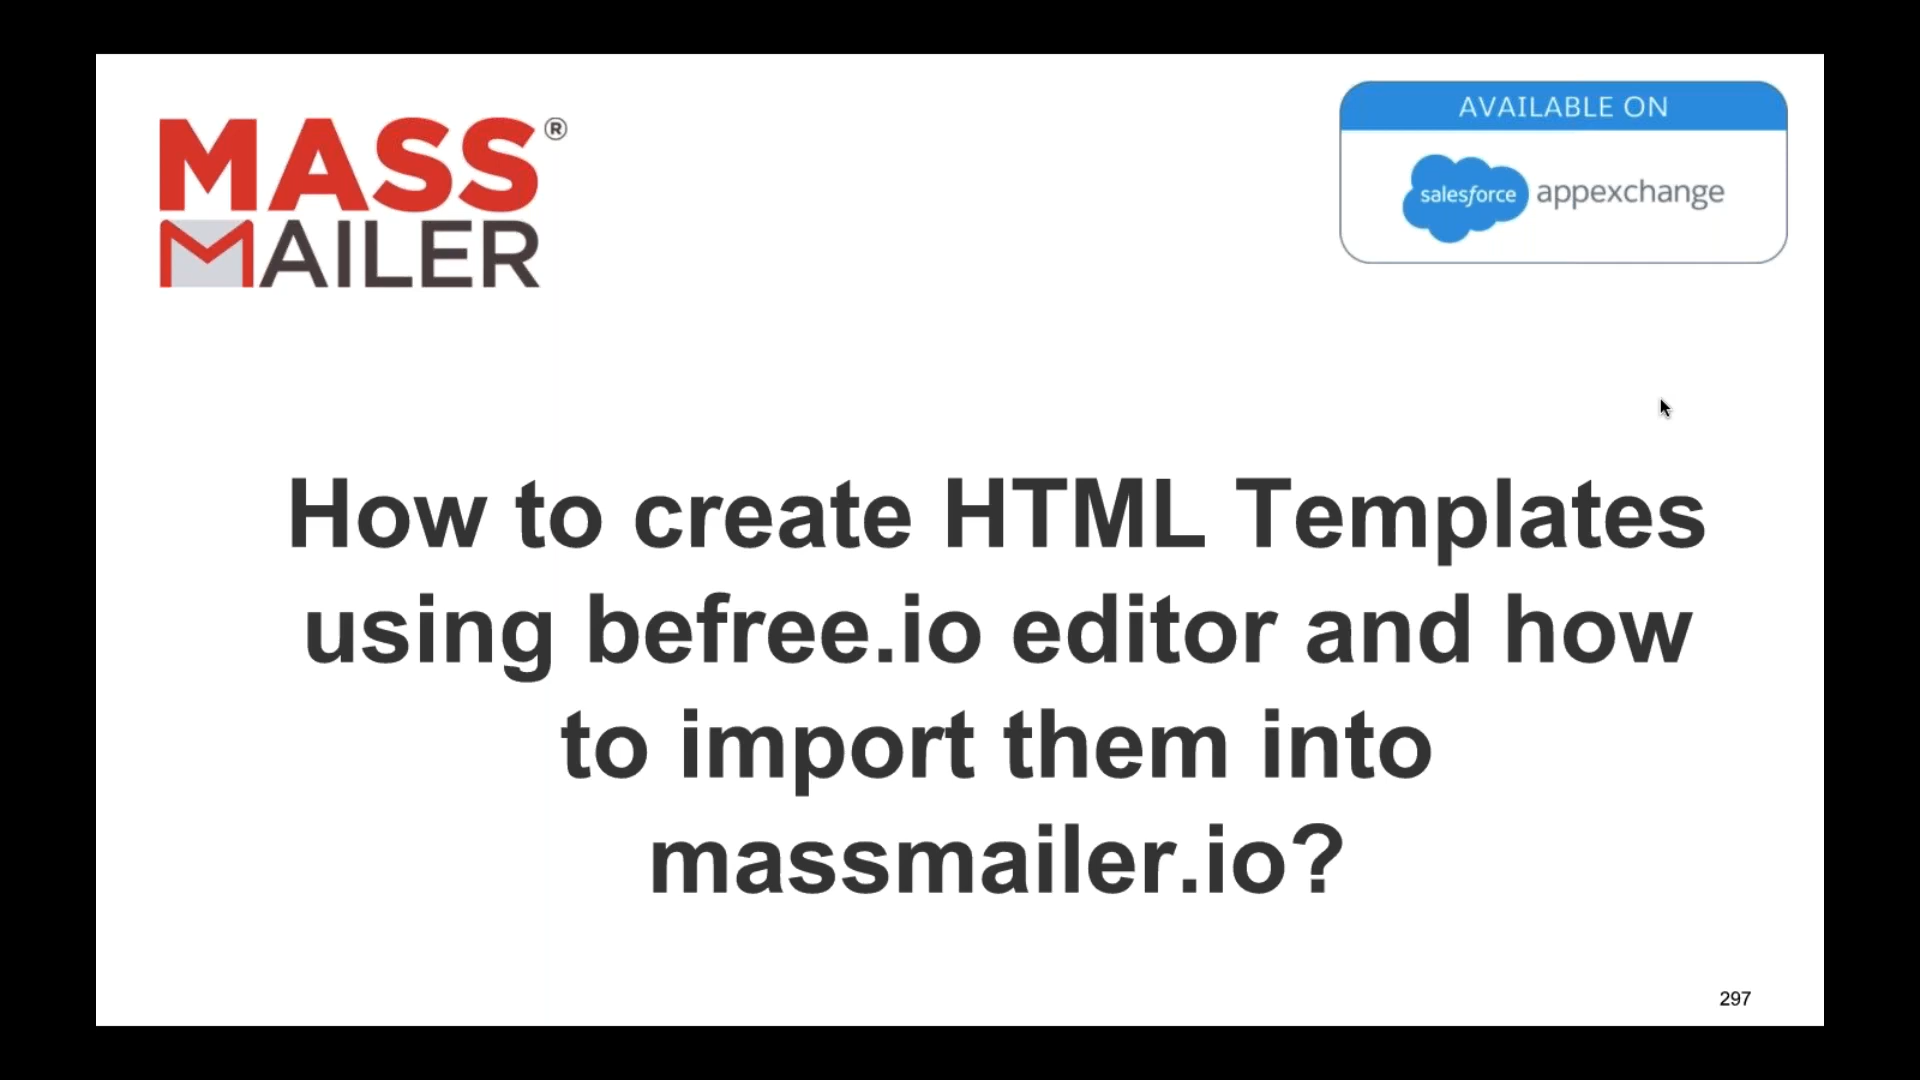 MASS®
MAILER
AVAILABLE ON
salesforce appexchange
How to create HTML Templates
using befree.io editor and how
to import them into
massmailer.io?
297